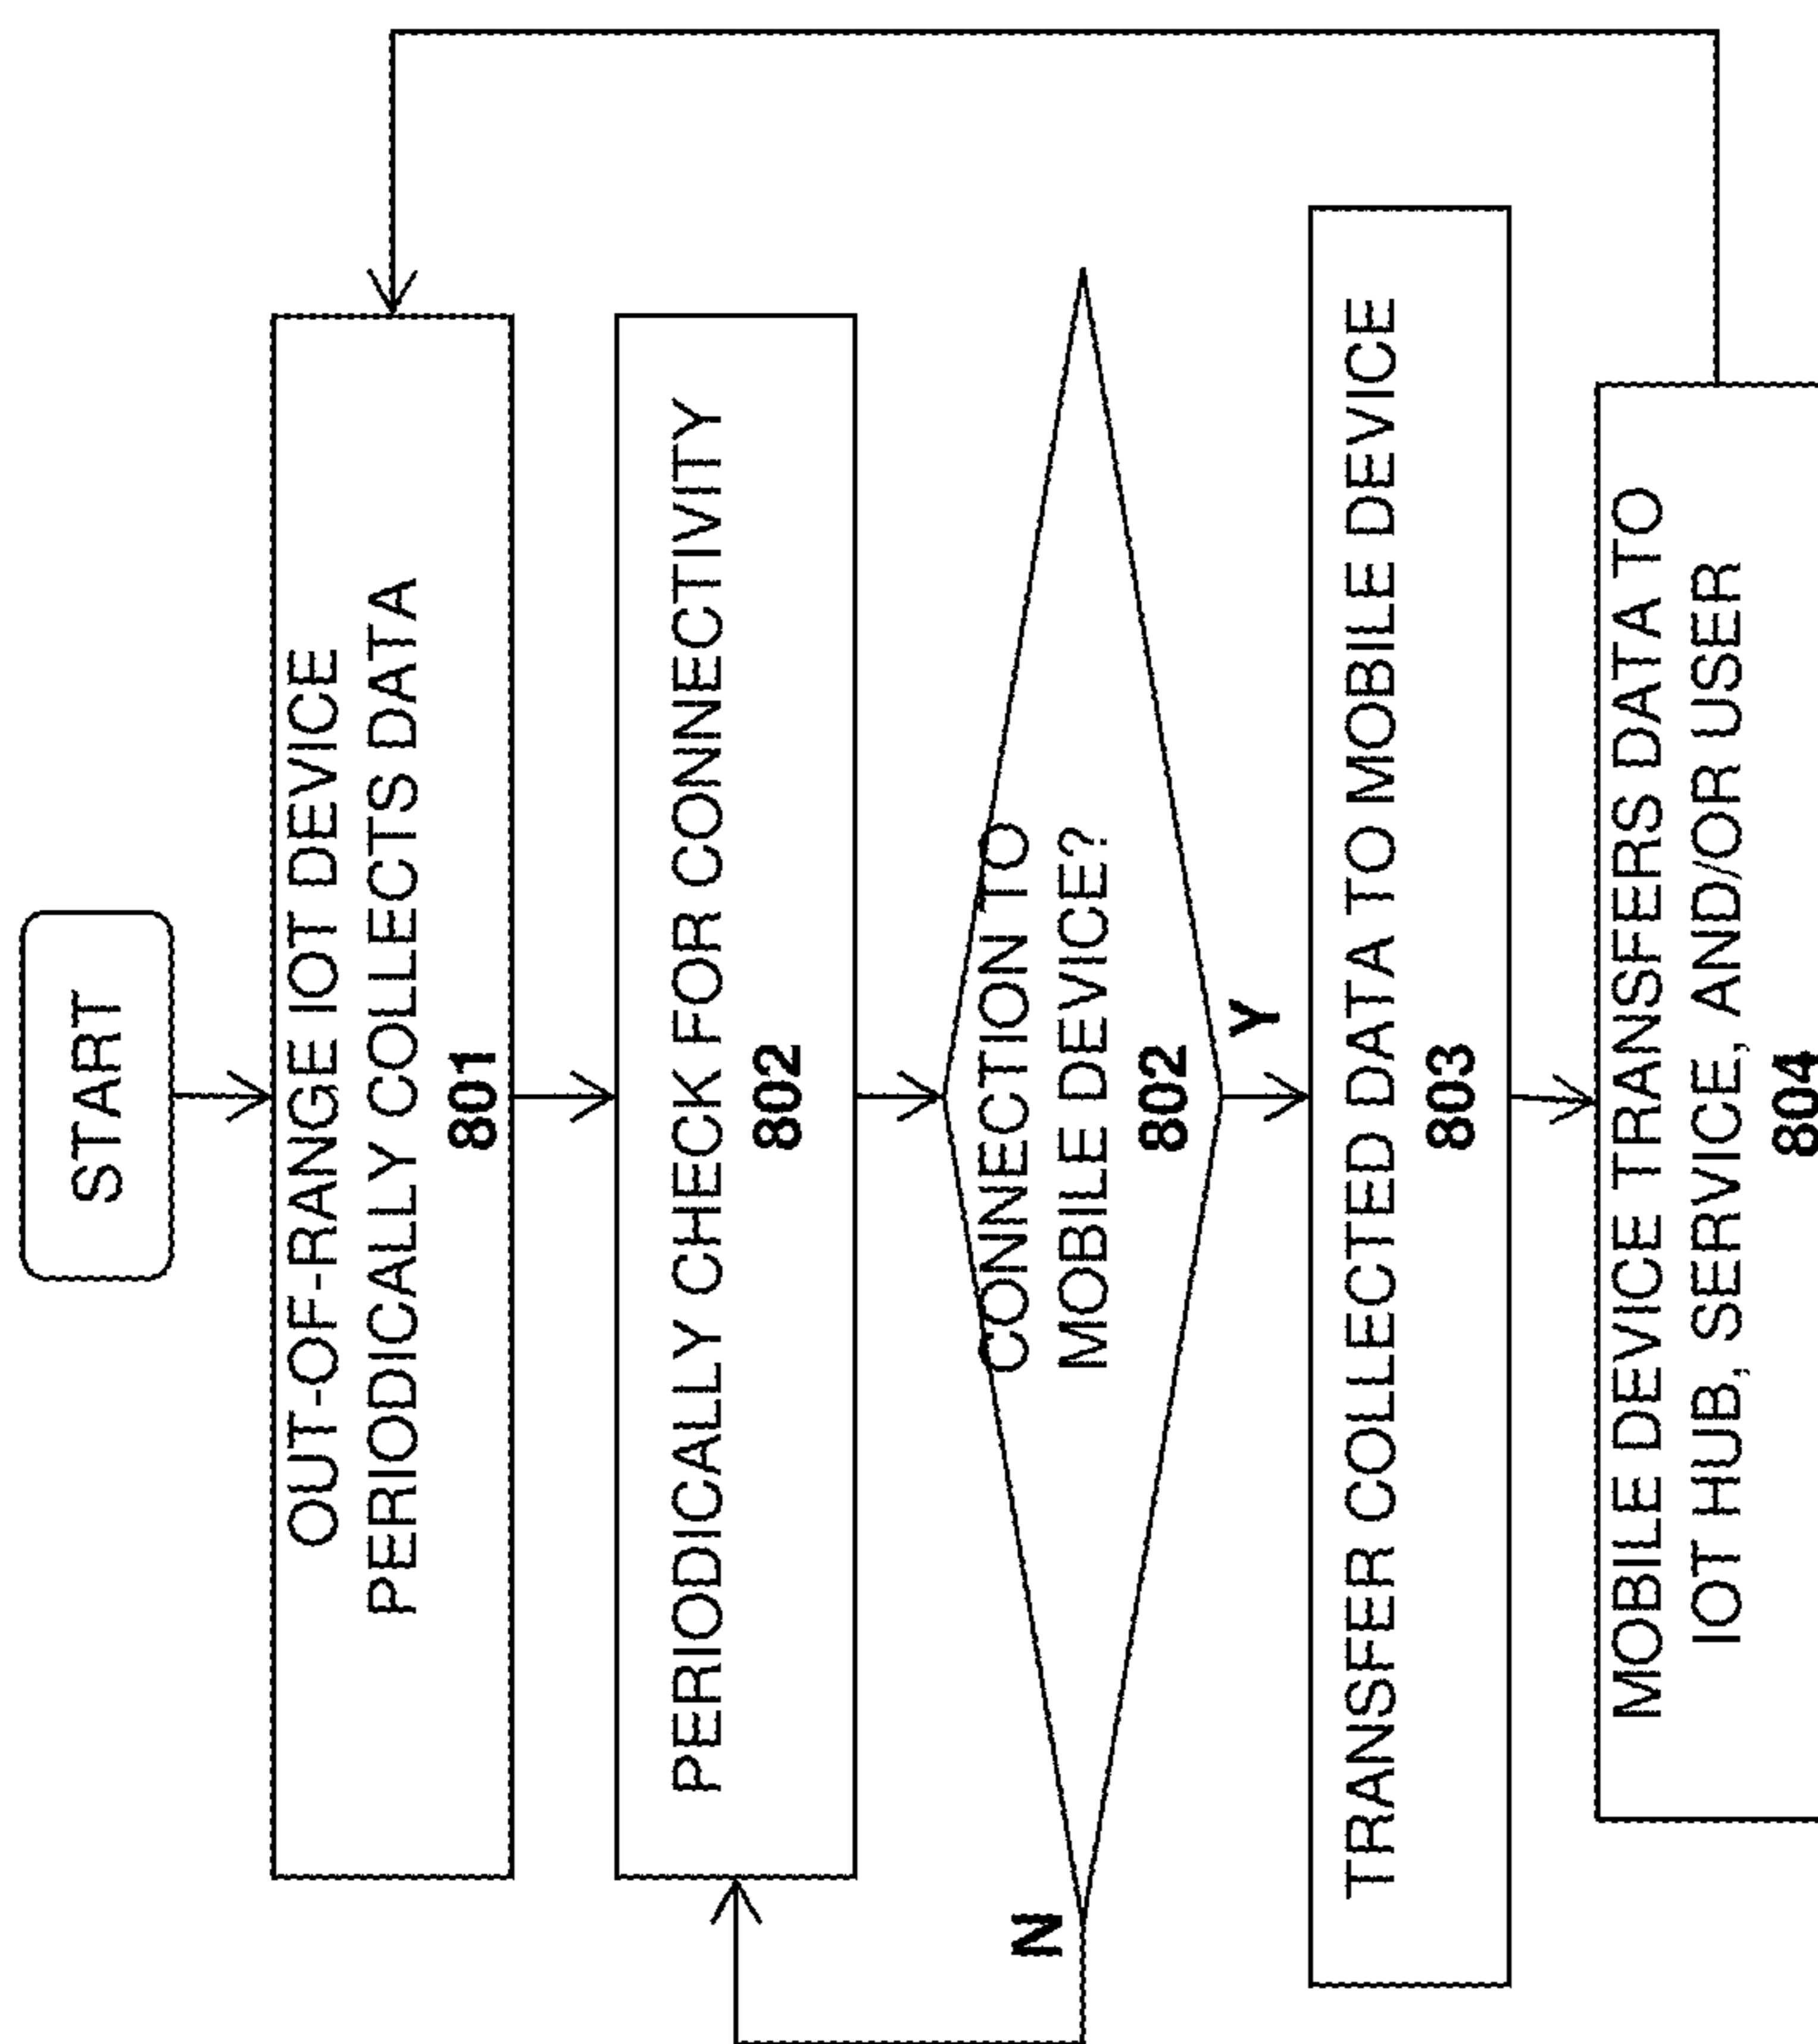 START
OUT-OF-RANGE IOT DEVICE
PERIODICALLY COLLECTS DATA
801
PERIODICALLY CHECK FOR CONNECTIVITY
802
CONNECTION TO
MOBILE DEVICE?
802
N
Y
TRANSFER COLLECTED DATA TO MOBILE DEVICE
803
MOBILE DEVICE TRANSFERS DATA TO
IOT HUB, SERVICE, AND/OR USER
804